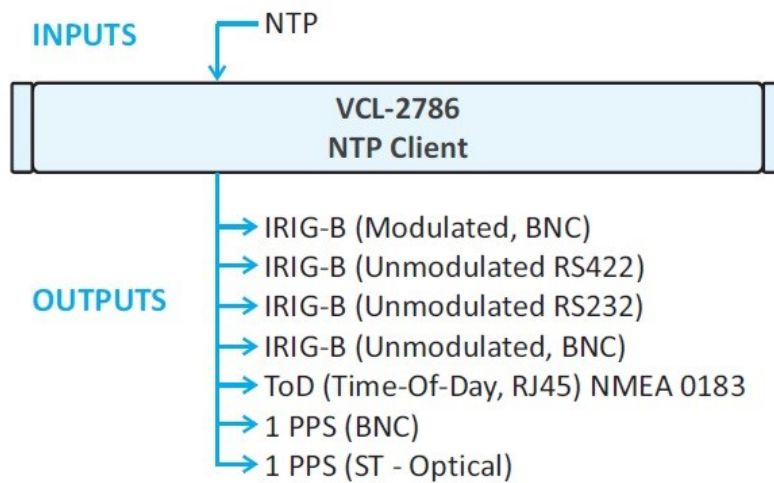 INPUTS
NTP
VCL-2786
NTP Client
OUTPUTS
IRIG-B (Modulated, BNC)
IRIG-B (Unmodulated RS422)
IRIG-B (Unmodulated RS232)
IRIG-B (Unmodulated, BNC)
ToD (Time-Of-Day, RJ45) NMEA 0183
1 PPS (BNC)
1 PPS (ST - Optical)